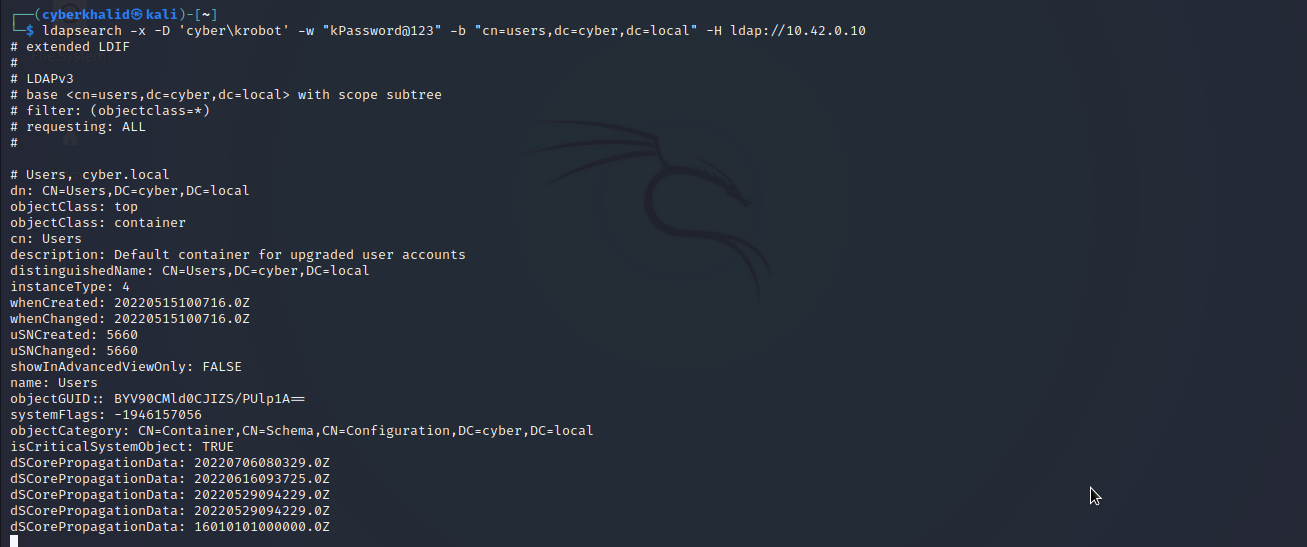 ┌──(cyberkhalid㉿kali)-[~]
└─$ ldapsearch -x -D 'cyber\krobot' -w "kPassword@123" -b "cn=users,dc=cyber,dc=local" -H ldap://10.42.0.10
# extended LDIF
#
# LDAPv3
# base <cn=users,dc=cyber,dc=local> with scope subtree
# filter: (objectclass=*)
# requesting: ALL
#
# Users, cyber.local
dn: CN=Users,DC=cyber,DC=local
objectClass: top
objectClass: container
cn: Users
description: Default container for upgraded user accounts
distinguishedName: CN=Users,DC=cyber,DC=local
instanceType: 4
whenCreated: 20220515100716.0Z
whenChanged: 20220515100716.0Z
uSNCreated: 5660
uSNChanged: 5660
showInAdvancedViewOnly: FALSE
name: Users
objectGUID:: BYV90CMld0CJIZS/PUlp1A==
systemFlags: -1946157056
objectCategory: CN=Container,CN=Schema,CN=Configuration,DC=cyber,DC=local
isCriticalSystemObject: TRUE
dSCorePropagationData: 20220706080329.0Z
dSCorePropagationData: 20220616093725.0Z
dSCorePropagationData: 20220529094229.0Z
dSCorePropagationData: 20220529094229.0Z
dSCorePropagationData: 16010101000000.0Z